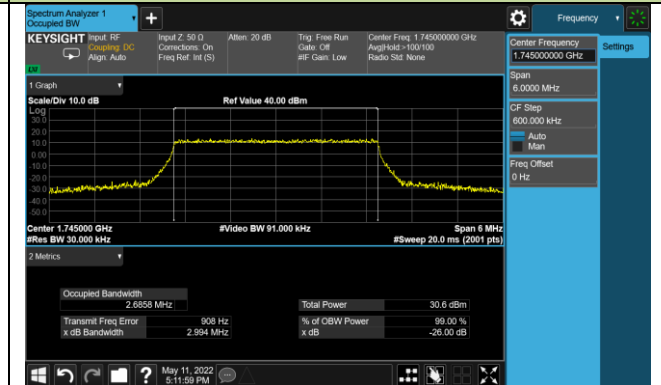 Spectrum Analyzer 1
Occupied BW
+
Frequency
KEYSIGHT
Input: RF
Coupling: DC
Align: Auto
Input Z: 50 Ω
Corrections: On
Freq Ref: Int (S)
Atten: 20 dB
Trig: Free Run
Gate: Off
#IF Gain: Low
Center Freq: 1.745000000 GHz
Avg|Hold:>100/100
Radio Std: None
Center Frequency
1.745000000 GHz
Settings
Span
6.0000 MHz
CF Step
600.000 kHz
Auto
Man
Freq Offset
0 Hz
1 Graph
Scale/Div 10.0 dB
Ref Value 40.00 dBm
Log
30.0
20.0
10.0
0.00
-10.0
-20.0
-30.0
-40.0
-50.0
Center 1.745000 GHz
#Video BW 91.000 kHz
Span 6 MHz
#Res BW 30.000 kHz
#Sweep 20.0 ms (2001 pts)
2 Metrics
Occupied Bandwidth
2.6858 MHz
Total Power
30.6 dBm
Transmit Freq Error
908 Hz
% of OBW Power
99.00 %
x dB Bandwidth
2.994 MHz
x dB
-26.00 dB
?
May 11, 2022
5:11:59 PM